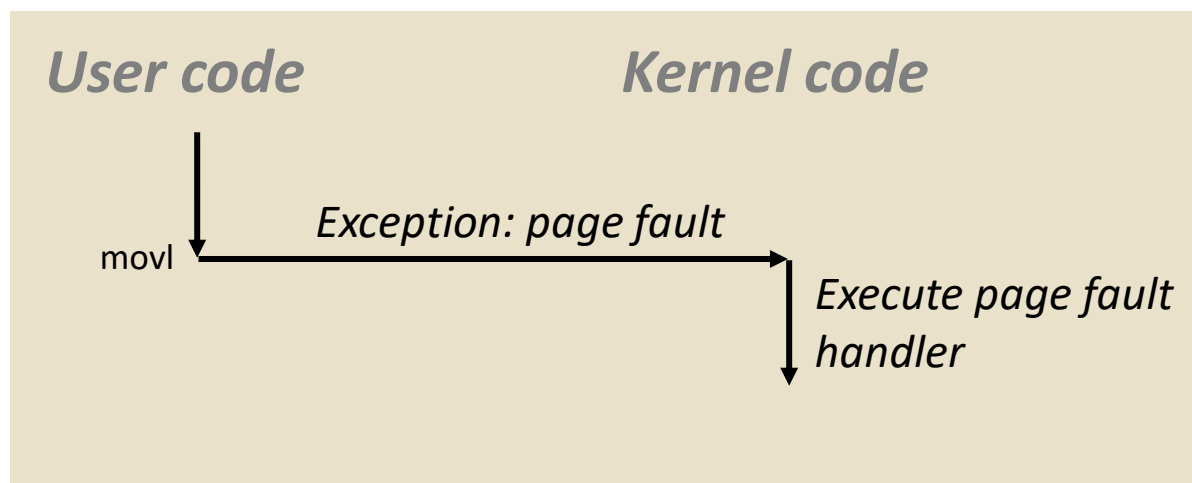 User code
Kernel code
Exception: page fault
movl
Execute page fault
handler